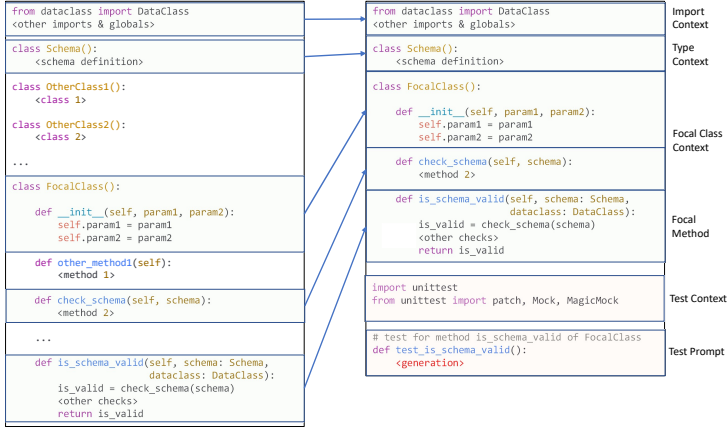 from dataclass import DataClass
<other imports & globals>
class Schema():
    <schema definition>
class OtherClass1():
    <class 1>
class OtherClass2():
    <class 2>
...
class FocalClass():
    def __init__(self, param1, param2):
        self.param1 = param1
        self.param2 = param2
    def other_method1(self):
        <method 1>
    def check_schema(self, schema):
        <method 2>
    ...
    def is_schema_valid(self, schema: Schema,
                        dataclass: DataClass):
        is_valid = check_schema(schema)
        <other checks>
        return is_valid
from dataclass import DataClass
<other imports & globals>
class Schema():
    <schema definition>
class FocalClass():
    def __init__(self, param1, param2):
        self.param1 = param1
        self.param2 = param2
    def check_schema(self, schema):
        <method 2>
    def is_schema_valid(self, schema: Schema,
                        dataclass: DataClass):
        is_valid = check_schema(schema)
        <other checks>
        return is_valid
import unittest
from unittest import patch, Mock, MagicMock
# test for method is_schema_valid of FocalClass
def test_is_schema_valid():
    <generation>
Import
Context
Type
Context
Focal Class
Context
Focal
Method
Test Context
Test Prompt